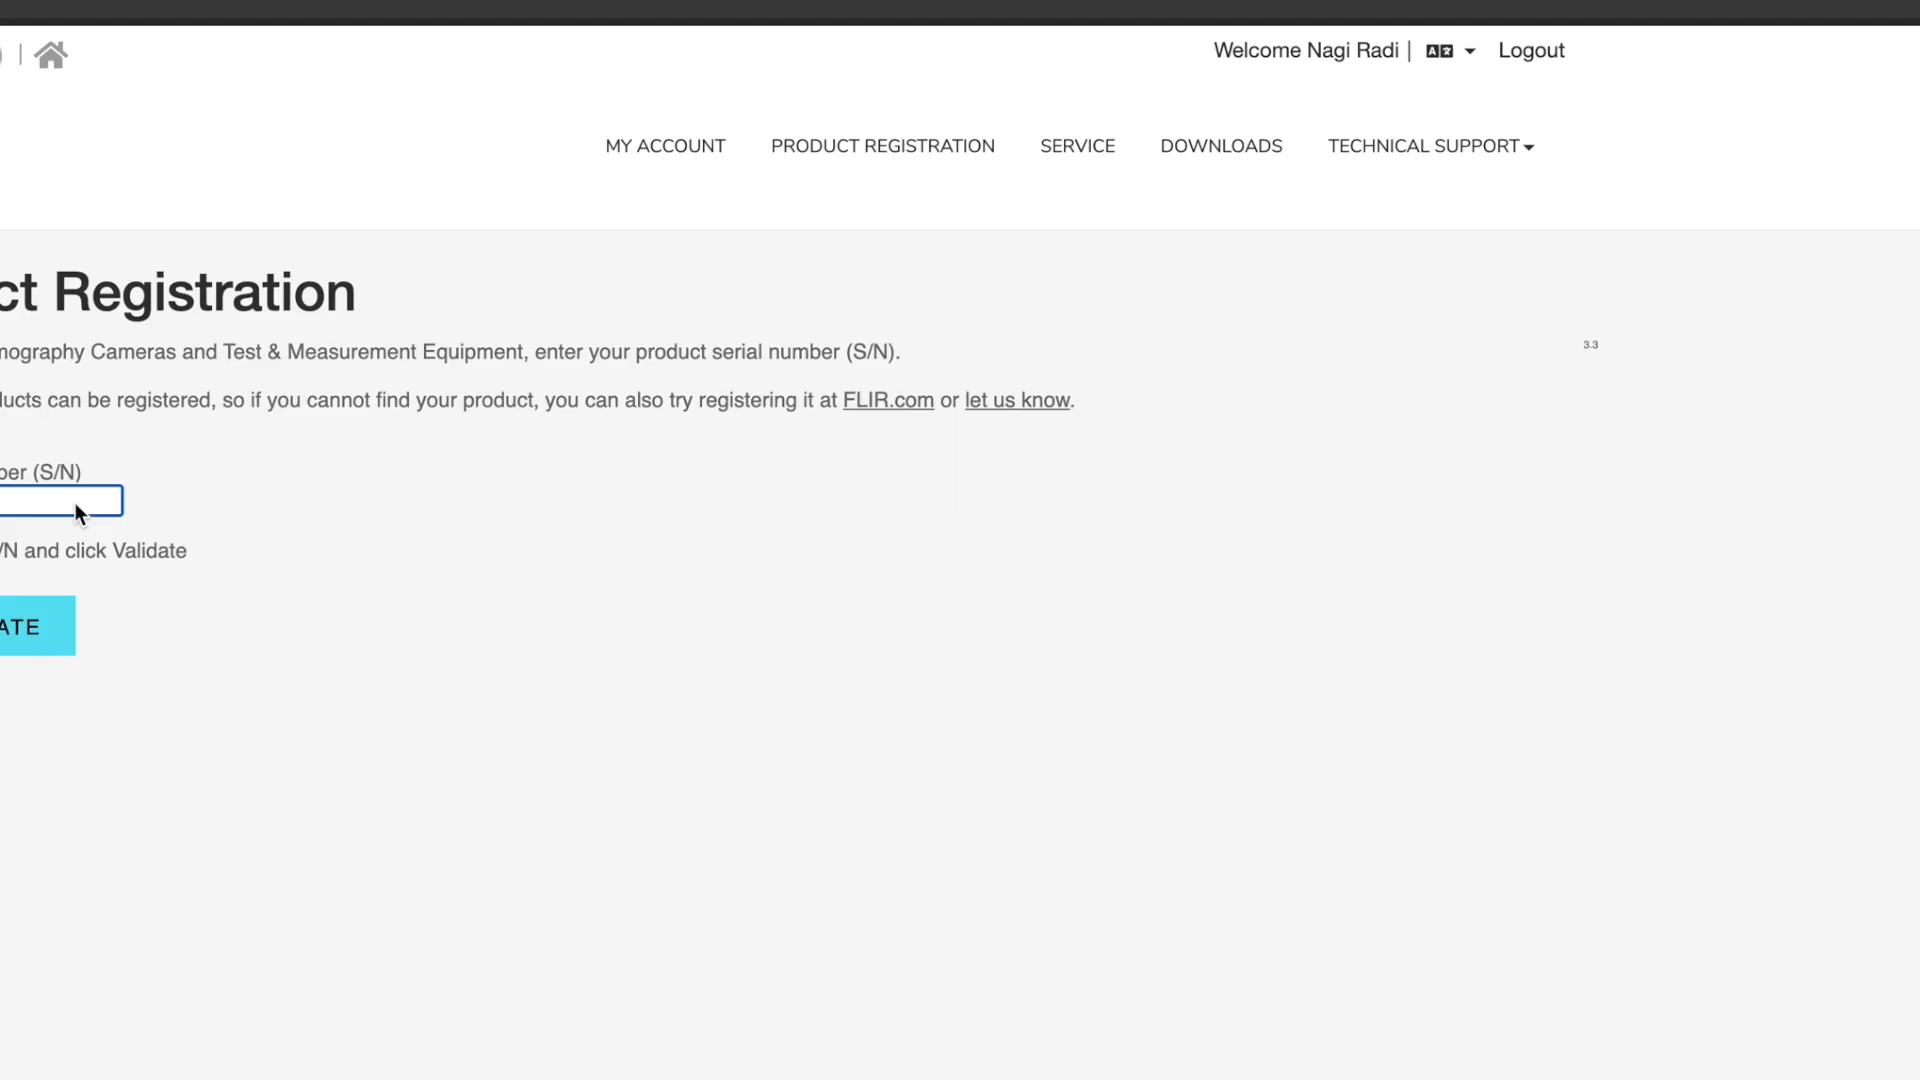 Welcome Nagi Radi | Logout
MY ACCOUNT PRODUCT REGISTRATION SERVICE DOWNLOADS TECHNICAL SUPPORT
ct Registration
mography Cameras and Test & Measurement Equipment, enter your product serial number (S/N).
3.3
ducts can be registered, so if you cannot find your product, you can also try registering it at FLIR.com or let us know.
ber (S/N)
/N and click Validate
ATE